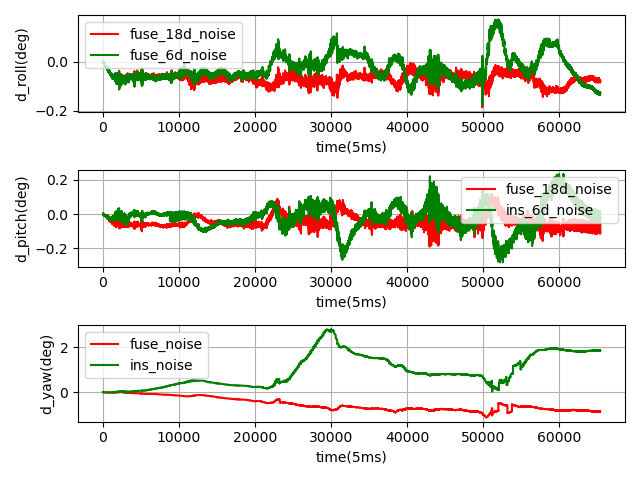 d_roll(deg)
0.0
−0.2
fuse_18d_noise
fuse_6d_noise
0 10000 20000 30000 40000 50000 60000
time(5ms)
d_pitch(deg)
0.2
0.0
−0.2
fuse_18d_noise
ins_6d_noise
0 10000 20000 30000 40000 50000 60000
time(5ms)
d_yaw(deg)
2
0
fuse_noise
ins_noise
0 10000 20000 30000 40000 50000 60000
time(5ms)